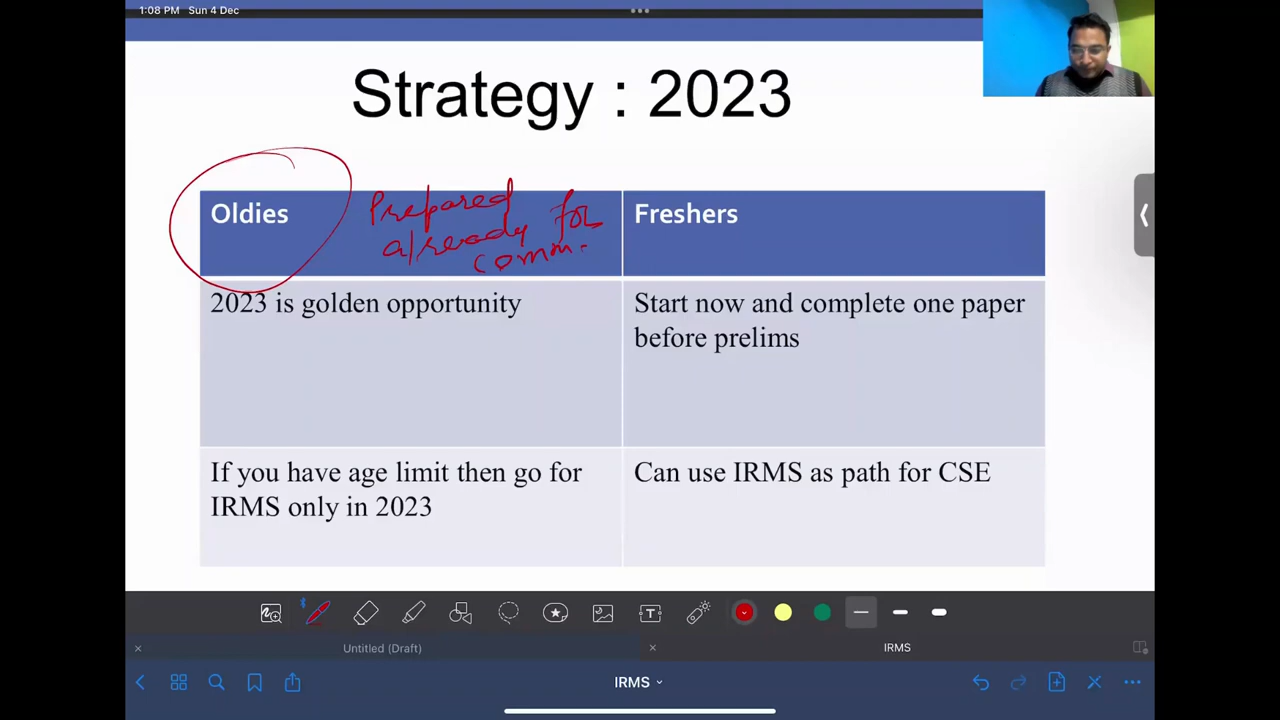 1:08 PM Sun 4 Dec
Strategy : 2023
Oldies
Prepared
already for
comm.
Freshers
2023 is golden opportunity
Start now and complete one paper
before prelims
If you have age limit then go for
IRMS only in 2023
Can use IRMS as path for CSE
Untitled (Draft)
IRMS
IRMS